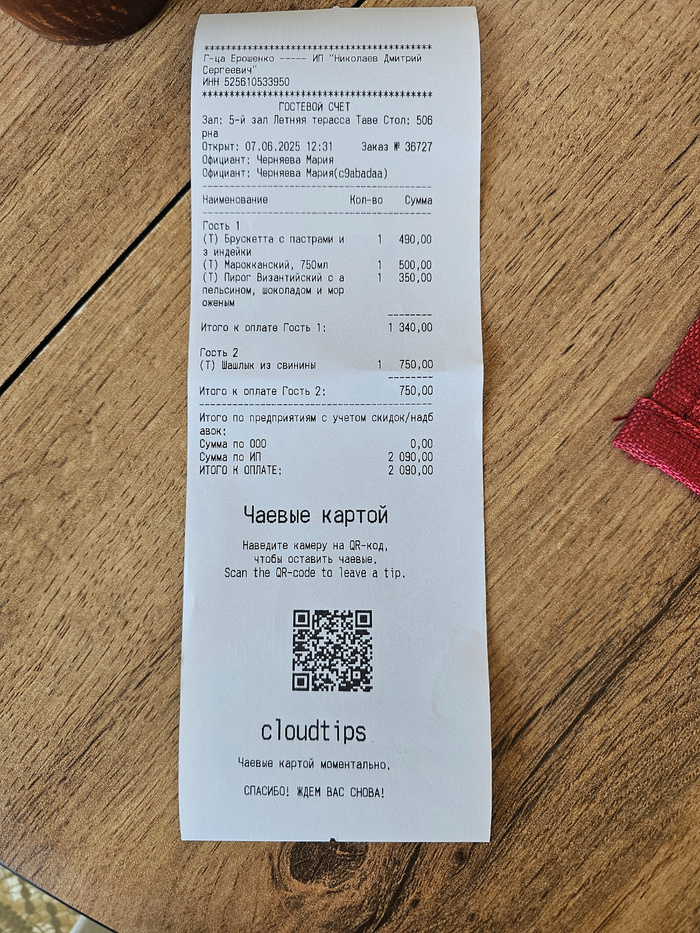 ****************************************
Г-ца Ерошенко ----- ИП "Николаев Дмитрий
Сергеевич"
ИНН 525610533950
****************************************
ГОСТЕВОЙ СЧЕТ
Зал: 5-й зал Летняя терасса Таве Стол: 506
рна
Открыт: 07.06.2025 12:31 Заказ № 36727
Официант: Черняева Мария
Официант: Черняева Мария(c9abadaa)
Наименование Кол-во Сумма
Гость 1
(Т) Брускетта с пастрами и 1 490,00
з индейки
(Т) Марокканский, 750мл 1 500,00
(Т) Пирог Византийский с а 1 350,00
пельсином, шоколадом и мор
оженым
Итого к оплате Гость 1: 1 340,00
Гость 2
(Т) Шашлык из свинины 1 750,00
Итого к оплате Гость 2: 750,00
Итого по предприятиям с учетом скидок/надб
авок:
Сумма по ООО 0,00
Сумма по ИП 2 090,00
ИТОГО К ОПЛАТЕ: 2 090,00
Чаевые картой
Наведите камеру на QR-код,
чтобы оставить чаевые.
Scan the QR-code to leave a tip.
cloudtips
Чаевые картой моментально.
СПАСИБО! ЖДЕМ ВАС СНОВА!